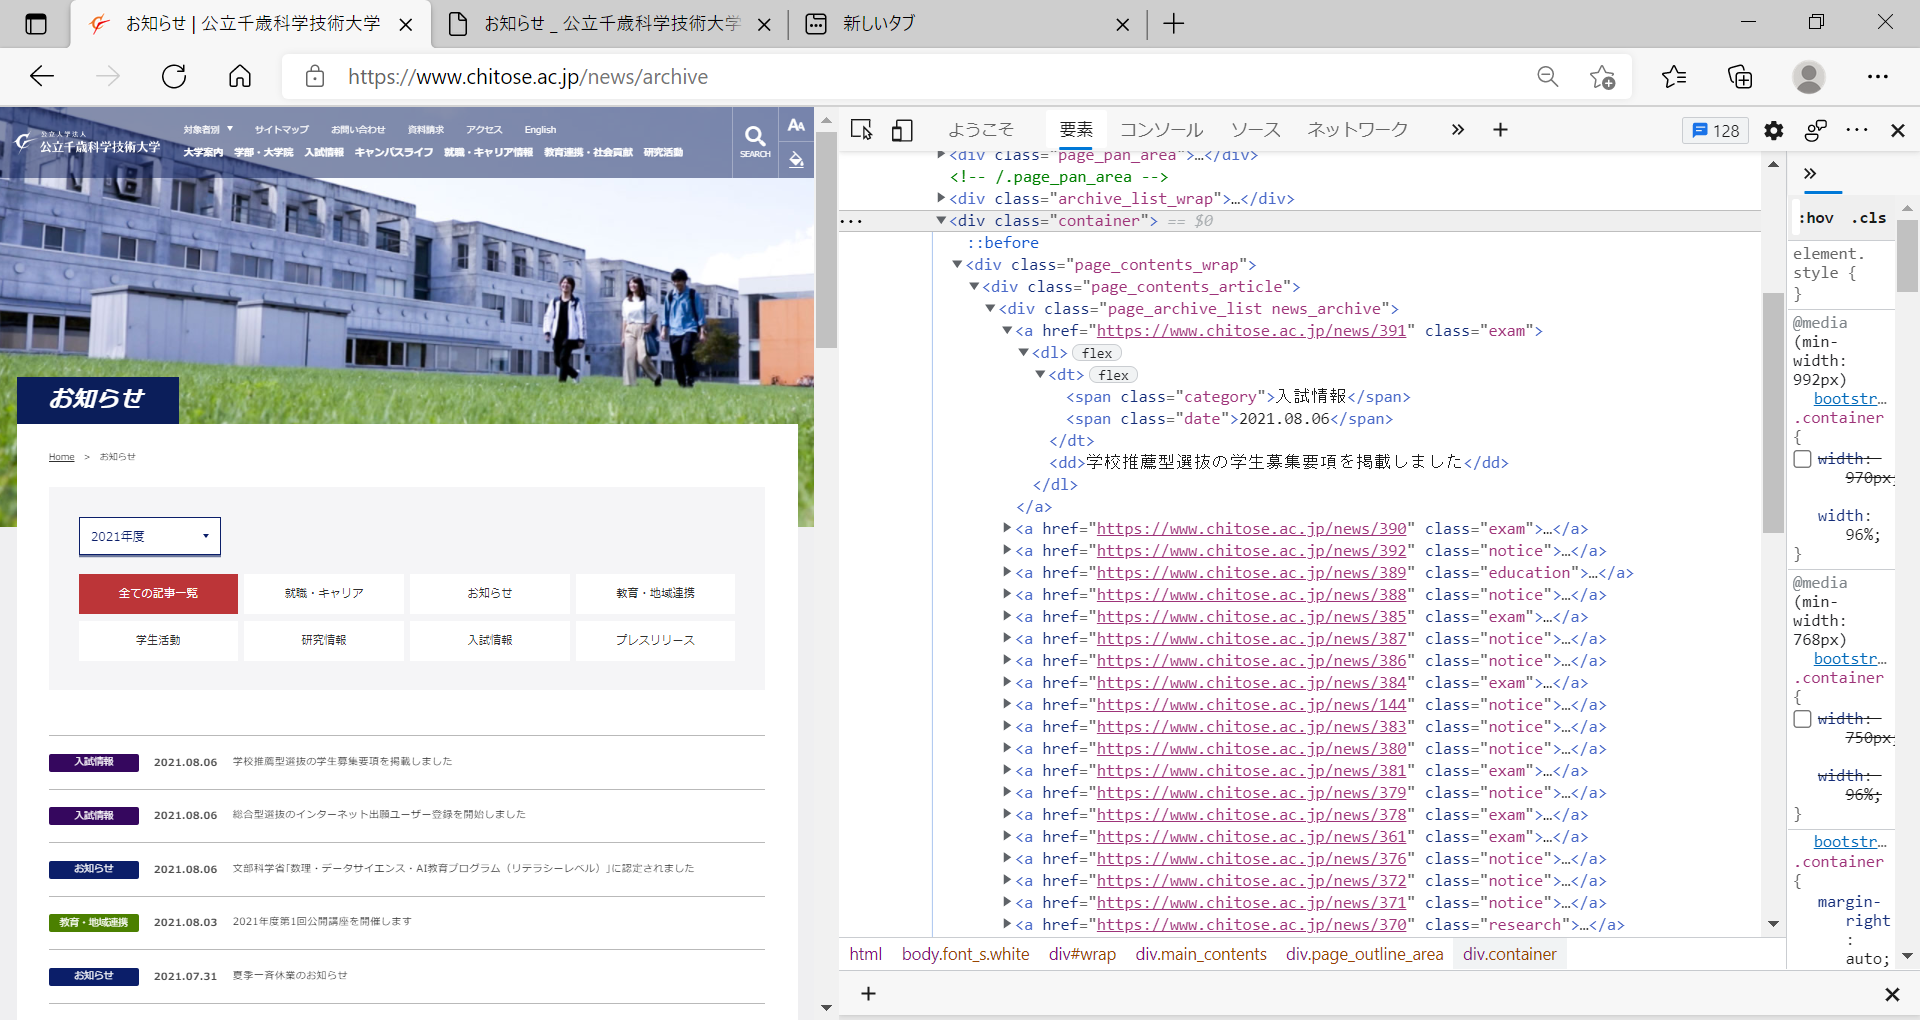 お知らせ | 公立千歳科学技術大学
お知らせ _ 公立千歳科学技術大学
新しいタブ
https://www.chitose.ac.jp/news/archive
公立大学法人
公立千歳科学技術大学
対象者別 ▼ サイトマップ お問い合わせ 資料請求 アクセス English
大学案内 学部・大学院 入試情報 キャンパスライフ 就職・キャリア情報 教育連携・社会貢献 研究活動
SEARCH
AA
お知らせ
Home > お知らせ
2021年度
全ての記事一覧 就職・キャリア お知らせ 教育・地域連携
学生活動 研究情報 入試情報 プレスリリース
入試情報 2021.08.06 学校推薦型選抜の学生募集要項を掲載しました
入試情報 2021.08.06 総合型選抜のインターネット出願ユーザー登録を開始しました
お知らせ 2021.08.06 文部科学省｢数理・データサイエンス・AI教育プログラム（リテラシーレベル）｣に認定されました
教育・地域連携 2021.08.03 2021年度第1回公開講座を開催します
お知らせ 2021.07.31 夏季一斉休業のお知らせ
ようこそ 要素 コンソール ソース ネットワーク » + 128
<div class="page_pan_area">…</div>
<!-- /.page_pan_area -->
<div class="archive_list_wrap">…</div>
<div class="container"> == $0
::before
<div class="page_contents_wrap">
<div class="page_contents_article">
<div class="page_archive_list news_archive">
<a href="https://www.chitose.ac.jp/news/391" class="exam">
<dl> flex
<dt> flex
<span class="category">入試情報</span>
<span class="date">2021.08.06</span>
</dt>
<dd>学校推薦型選抜の学生募集要項を掲載しました</dd>
</dl>
</a>
<a href="https://www.chitose.ac.jp/news/390" class="exam">…</a>
<a href="https://www.chitose.ac.jp/news/392" class="notice">…</a>
<a href="https://www.chitose.ac.jp/news/389" class="education">…</a>
<a href="https://www.chitose.ac.jp/news/388" class="notice">…</a>
<a href="https://www.chitose.ac.jp/news/385" class="exam">…</a>
<a href="https://www.chitose.ac.jp/news/387" class="notice">…</a>
<a href="https://www.chitose.ac.jp/news/386" class="notice">…</a>
<a href="https://www.chitose.ac.jp/news/384" class="exam">…</a>
<a href="https://www.chitose.ac.jp/news/144" class="notice">…</a>
<a href="https://www.chitose.ac.jp/news/383" class="notice">…</a>
<a href="https://www.chitose.ac.jp/news/380" class="notice">…</a>
<a href="https://www.chitose.ac.jp/news/381" class="exam">…</a>
<a href="https://www.chitose.ac.jp/news/379" class="notice">…</a>
<a href="https://www.chitose.ac.jp/news/378" class="exam">…</a>
<a href="https://www.chitose.ac.jp/news/361" class="exam">…</a>
<a href="https://www.chitose.ac.jp/news/376" class="notice">…</a>
<a href="https://www.chitose.ac.jp/news/372" class="notice">…</a>
<a href="https://www.chitose.ac.jp/news/371" class="notice">…</a>
<a href="https://www.chitose.ac.jp/news/370" class="research">…</a>
html body.font_s.white div#wrap div.main_contents div.page_outline_area div.container
»
:hov .cls
element.
style {
}
@media
(min-
width:
992px)
bootstr…
.container
{
width:
970px;
width:
96%;
}
@media
(min-
width:
768px)
bootstr…
.container
{
width:
750px;
width:
96%;
}
bootstr…
.container
{
margin-
right
:
auto;